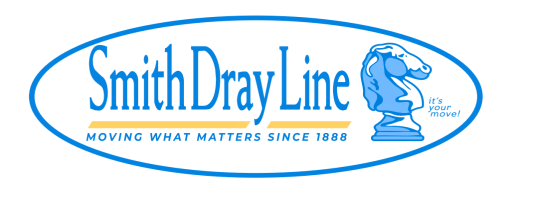 Smith Dray Line
MOVING WHAT MATTERS SINCE 1888
it's
your
move!